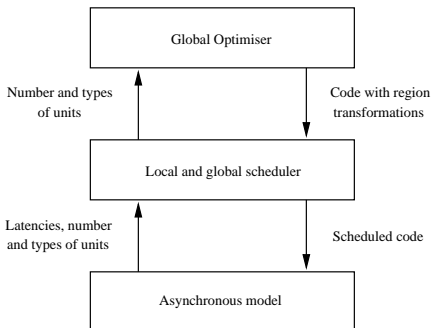 Global Optimiser
Number and types
of units
Code with region
transformations
Local and global scheduler
Latencies, number
and types of units
Scheduled code
Asynchronous model